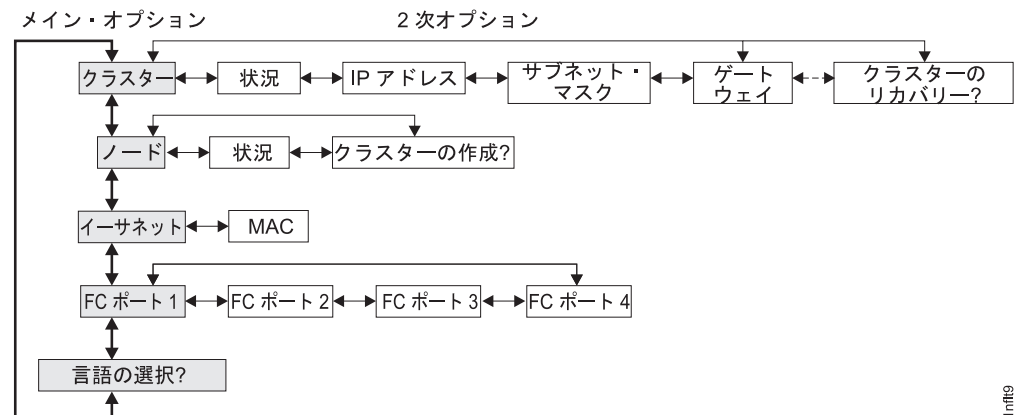 メイン・オプション
2 次オプション
クラスター
状況
IP アドレス
サブネット・
マスク
ゲート
ウェイ
クラスターの
リカバリー?
ノード
状況
クラスターの作成?
イーサネット
MAC
FC ポート 1
FC ポート 2
FC ポート 3
FC ポート 4
言語の選択?